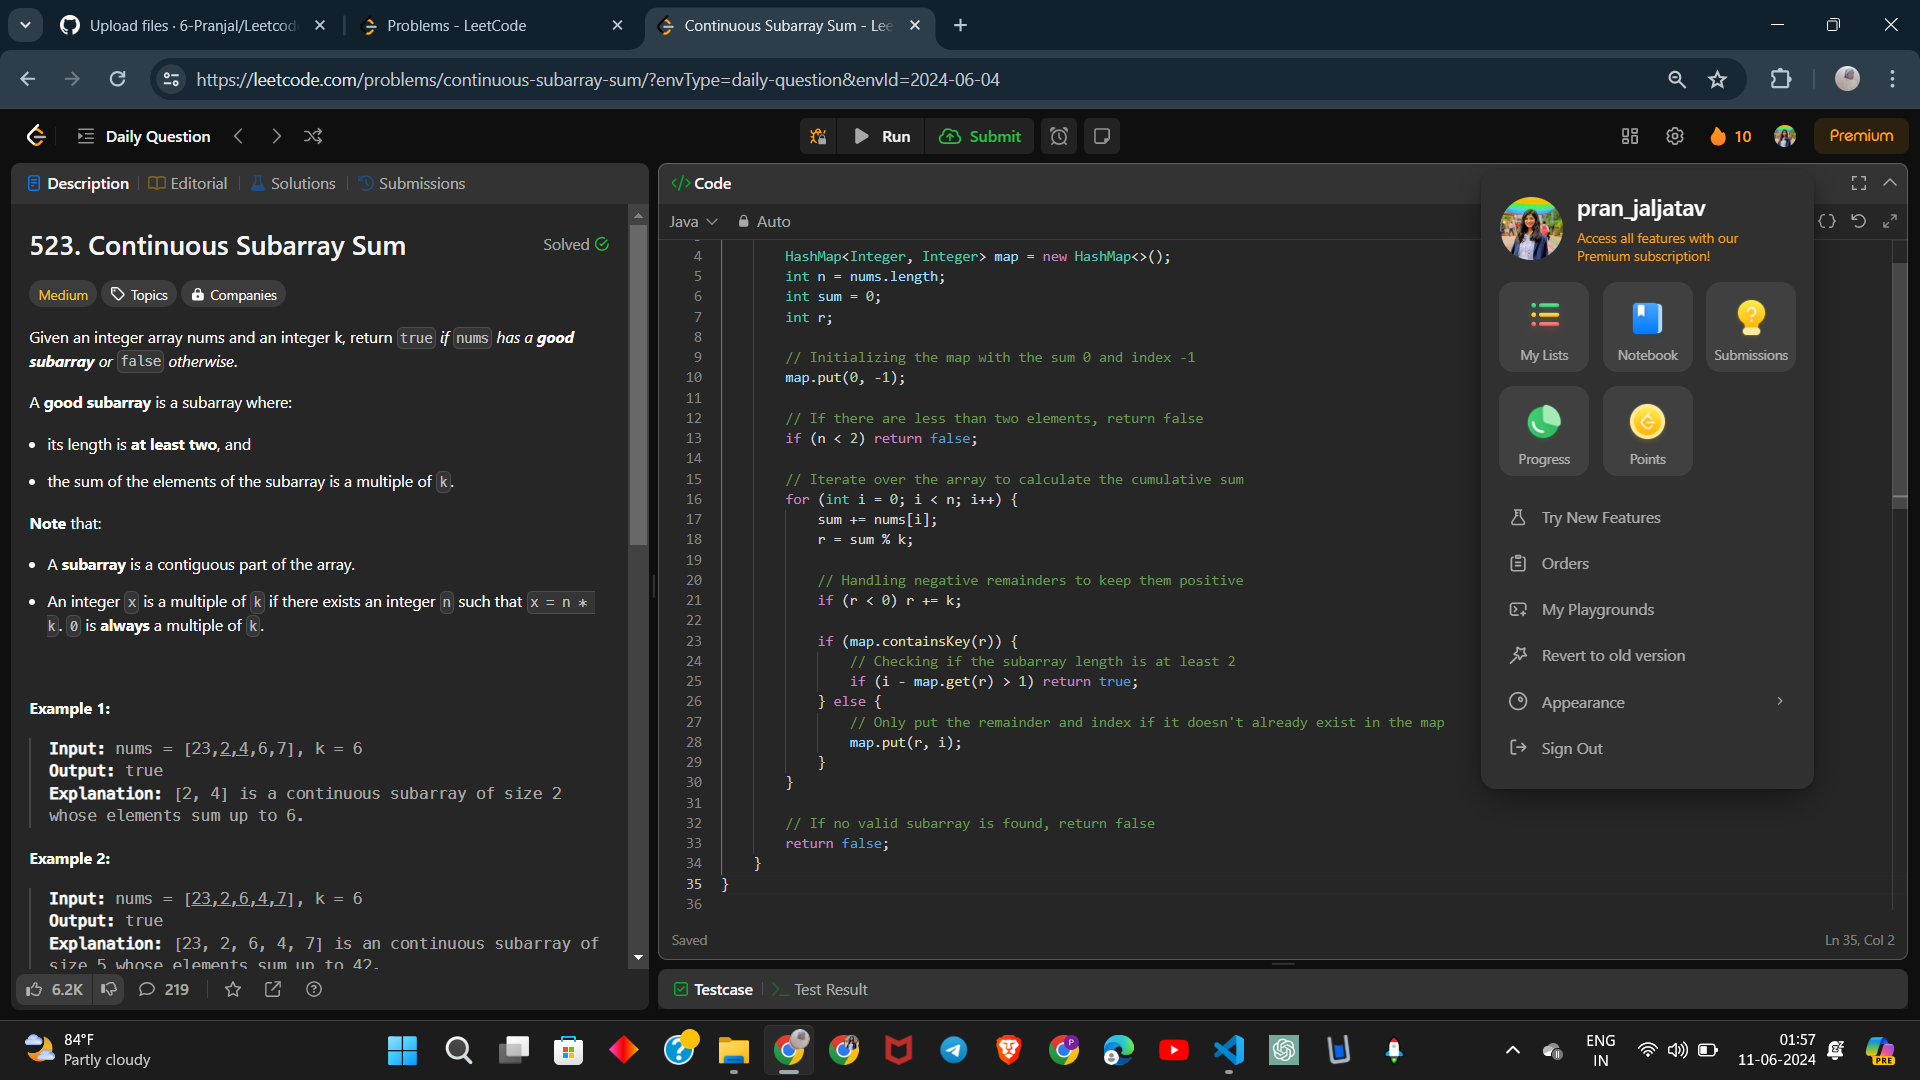 Upload files · 6-Pranjal/Leetcod
Problems - LeetCode
Continuous Subarray Sum - Lee
https://leetcode.com/problems/continuous-subarray-sum/?envType=daily-question&envId=2024-06-04
Daily Question
Run
Submit
10
Premium
Description
Editorial
Solutions
Submissions
523. Continuous Subarray Sum
Solved
Medium
Topics
Companies
Given an integer array nums and an integer k, return true if nums has a good
subarray or false otherwise.
A good subarray is a subarray where:
• its length is at least two, and
• the sum of the elements of the subarray is a multiple of k.
Note that:
• A subarray is a contiguous part of the array.
• An integer x is a multiple of k if there exists an integer n such that x = n *
k. 0 is always a multiple of k.
Example 1:
Input: nums = [23,2,4,6,7], k = 6
Output: true
Explanation: [2, 4] is a continuous subarray of size 2
whose elements sum up to 6.
Example 2:
Input: nums = [23,2,6,4,7], k = 6
Output: true
Explanation: [23, 2, 6, 4, 7] is an continuous subarray of
size 5 whose elements sum up to 42.
6.2K
219
</> Code
Java
Auto
4 HashMap<Integer, Integer> map = new HashMap<>();
5 int n = nums.length;
6 int sum = 0;
7 int r;
8
9 // Initializing the map with the sum 0 and index -1
10 map.put(0, -1);
11
12 // If there are less than two elements, return false
13 if (n < 2) return false;
14
15 // Iterate over the array to calculate the cumulative sum
16 for (int i = 0; i < n; i++) {
17 sum += nums[i];
18 r = sum % k;
19
20 // Handling negative remainders to keep them positive
21 if (r < 0) r += k;
22
23 if (map.containsKey(r)) {
24 // Checking if the subarray length is at least 2
25 if (i - map.get(r) > 1) return true;
26 } else {
27 // Only put the remainder and index if it doesn't already exist in the map
28 map.put(r, i);
29 }
30 }
31
32 // If no valid subarray is found, return false
33 return false;
34 }
35 }
36
Saved
Ln 35, Col 2
Testcase
Test Result
pran_jaljatav
Access all features with our
Premium subscription!
My Lists
Notebook
Submissions
Progress
Points
Try New Features
Orders
My Playgrounds
Revert to old version
Appearance
Sign Out
84°F
Partly cloudy
ENG
IN
01:57
11-06-2024
PRE